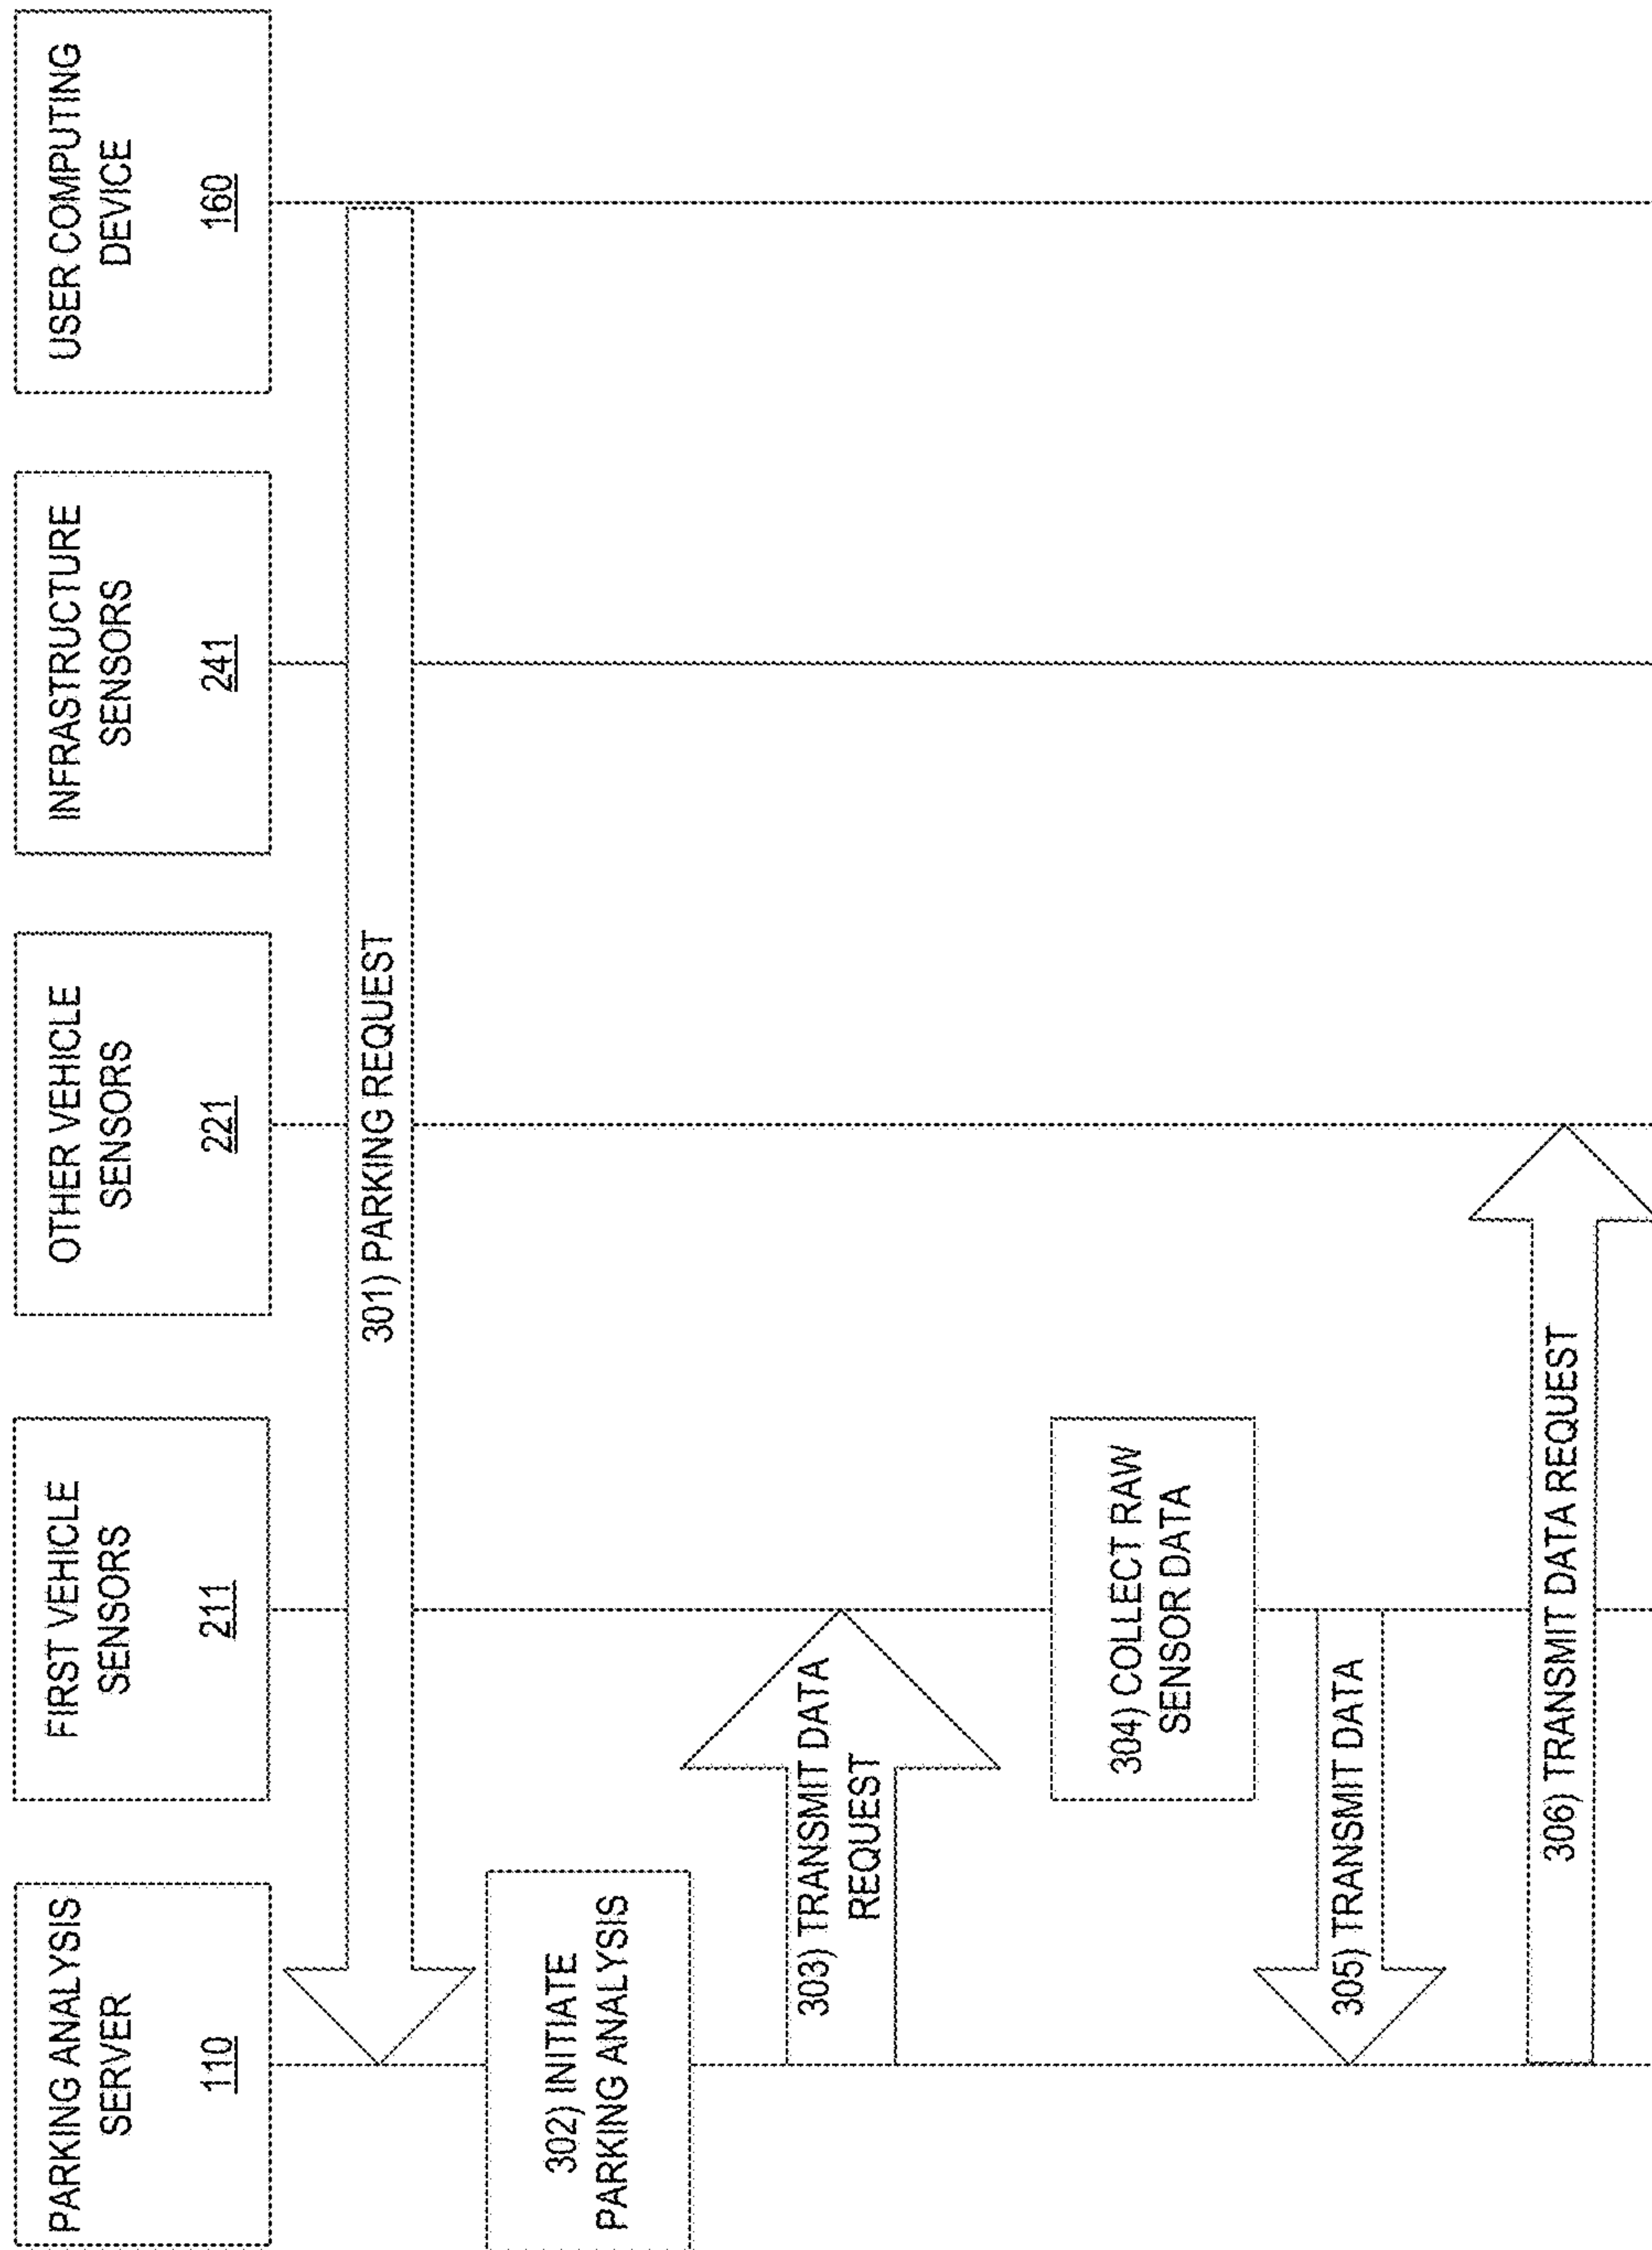 PARKING ANALYSIS
SERVER
110
FIRST VEHICLE
SENSORS
211
OTHER VEHICLE
SENSORS
221
INFRASTRUCTURE
SENSORS
241
USER COMPUTING
DEVICE
160
301) PARKING REQUEST
302) INITIATE
PARKING ANALYSIS
303) TRANSMIT DATA
REQUEST
304) COLLECT RAW
SENSOR DATA
305) TRANSMIT DATA
306) TRANSMIT DATA REQUEST